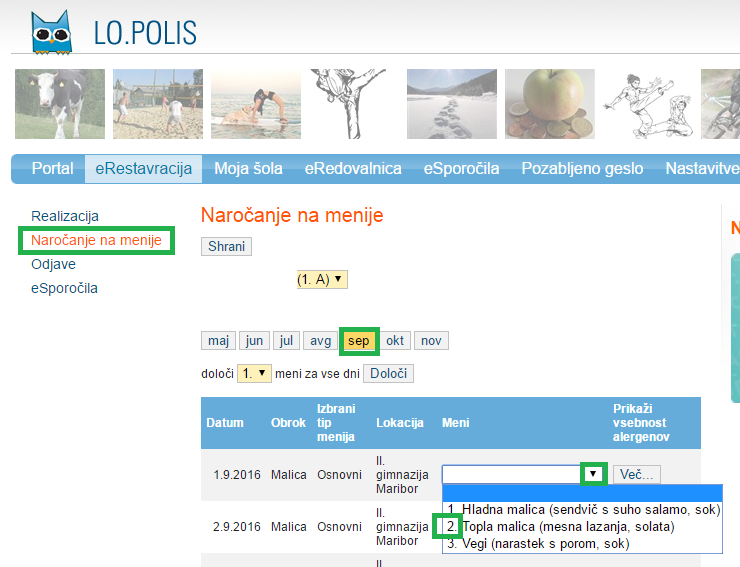 LO.POLIS
Portal eRestavracija Moja šola eRedovalnica eSporočila Pozabljeno geslo Nastavitve
Realizacija
Naročanje na menije
Odjave
eSporočila
Naročanje na menije
Shrani
(1. A)
maj jun jul avg sep okt nov
določi 1. meni za vse dni Določi
Datum Obrok Izbrani tip menija Lokacija Meni Prikaži vsebnost alergenov
1.9.2016 Malica Osnovni II. gimnazija Maribor Več...
1. Hladna malica (sendvič s suho salamo, sok)
2. Topla malica (mesna lazanja, solata)
3. Vegi (narastek s porom, sok)
2.9.2016 Malica Osnovni II. gimnazija Maribor
II.
N